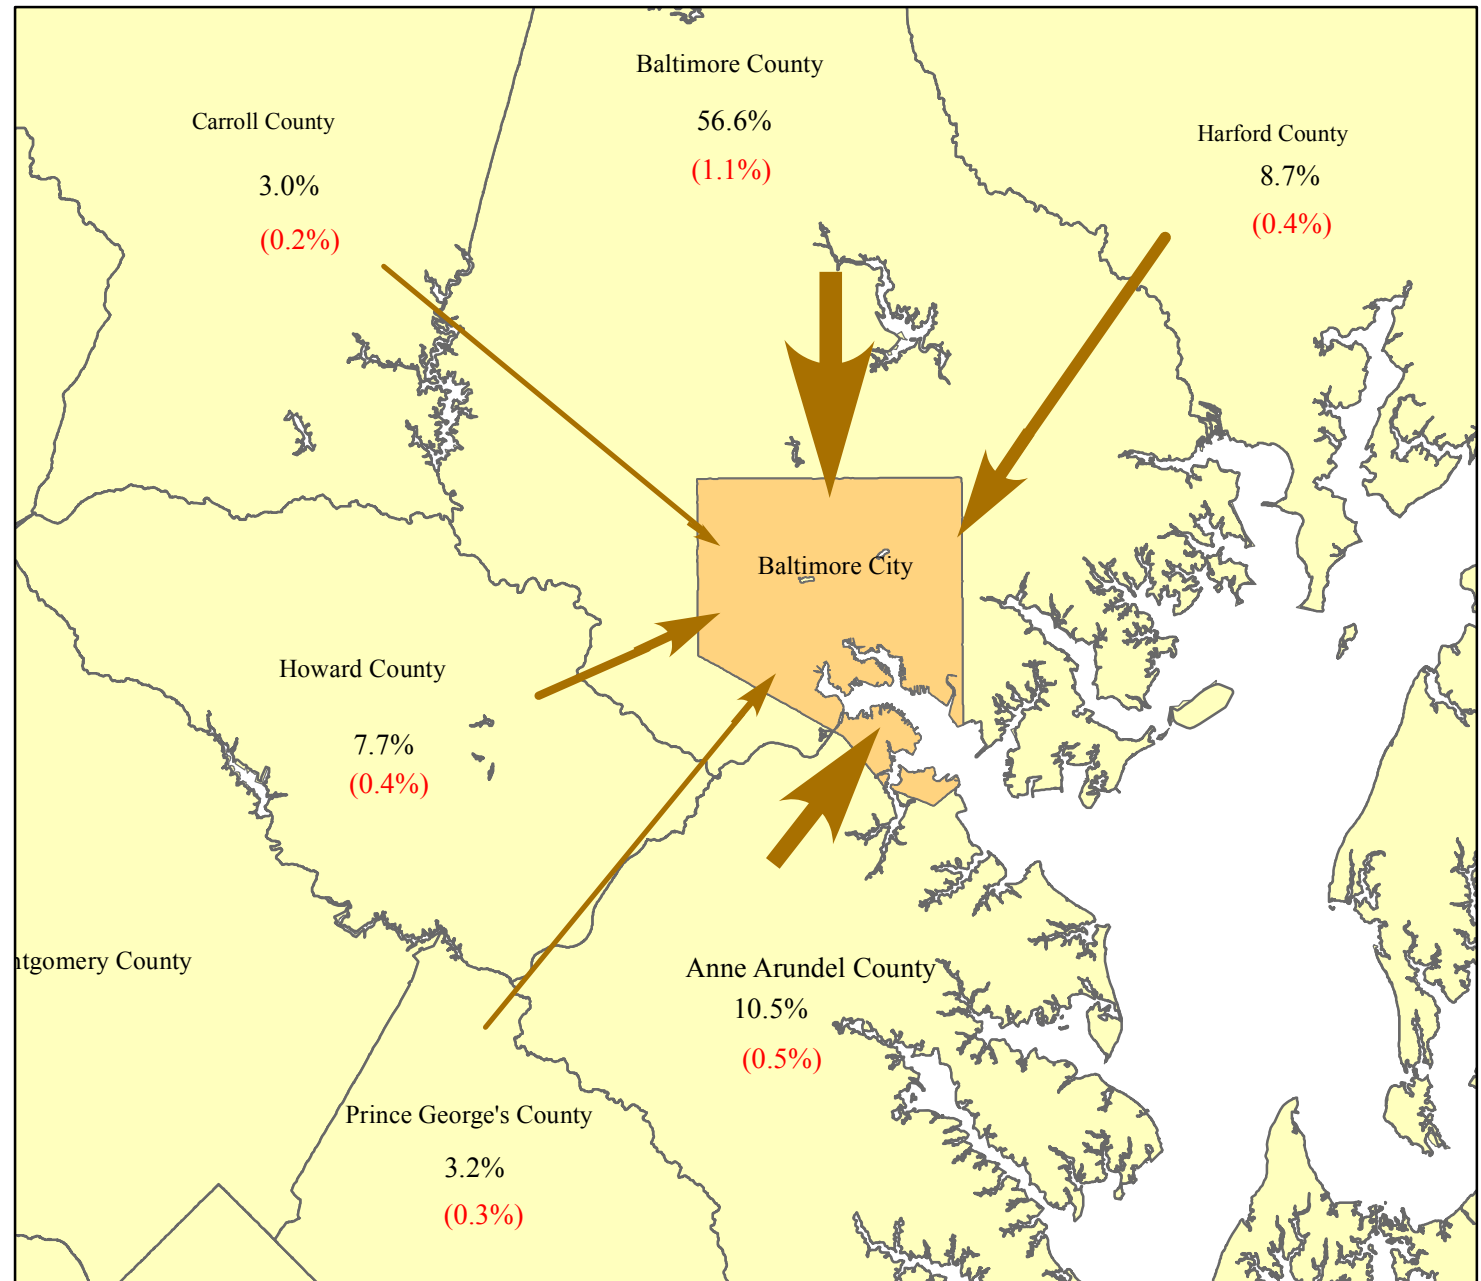 Baltimore County
56.6%
(1.1%)
Carroll County
3.0%
(0.2%)
Harford County
8.7%
(0.4%)
Baltimore City
Howard County
7.7%
(0.4%)
ntgomery County
Anne Arundel County
10.5%
(0.5%)
Prince George's County
3.2%
(0.3%)